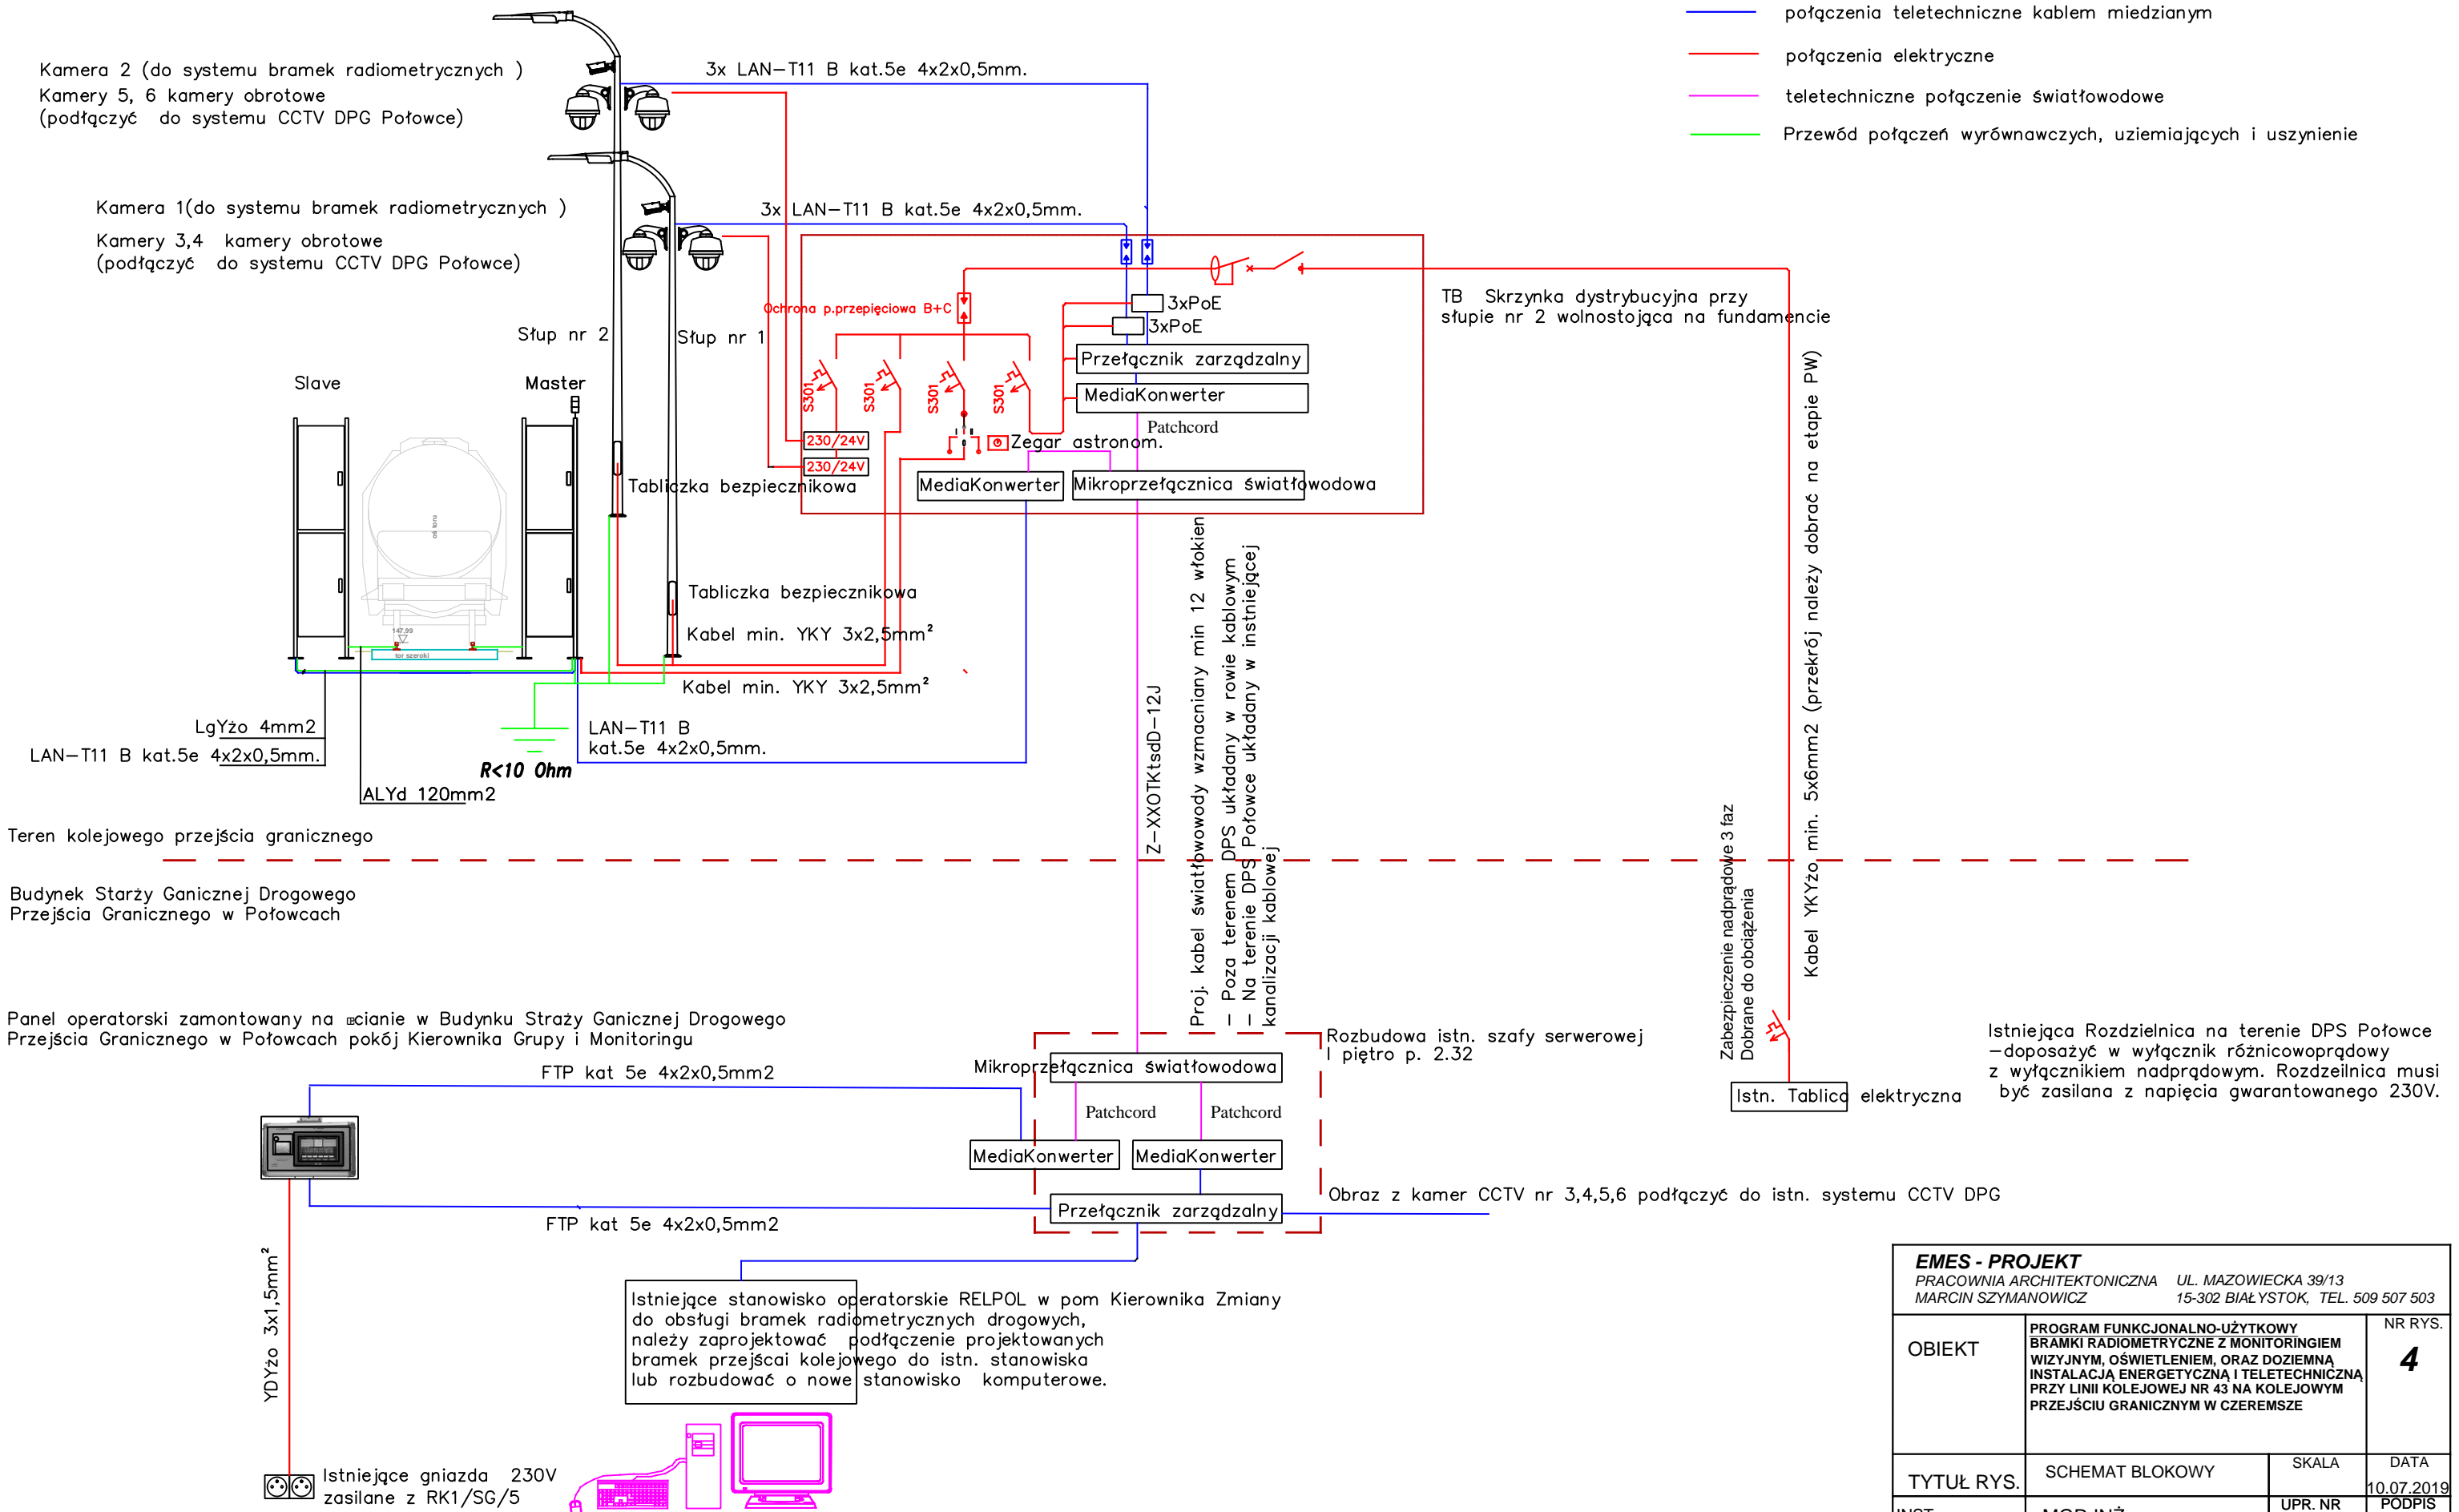 połączenia teletechniczne kablem miedzianym
połączenia elektryczne
teletechniczne połączenie światłowodowe
Przewód połączeń wyrównawczych, uziemiających i uszynienie
Kamera 2 (do systemu bramek radiometrycznych )
Kamery 5, 6 kamery obrotowe
(podłączyć do systemu CCTV DPG Połowce)
3x LAN-T11 B kat.5e 4x2x0,5mm.
Kamera 1(do systemu bramek radiometrycznych )
Kamery 3,4 kamery obrotowe
(podłączyć do systemu CCTV DPG Połowce)
3x LAN-T11 B kat.5e 4x2x0,5mm.
Ochrona p.przepięciowa B+C
3xPoE
3xPoE
TB Skrzynka dystrybucyjna przy
słupie nr 2 wolnostojąca na fundamencie
Słup nr 2
Słup nr 1
Przełącznik zarządzalny
MediaKonwerter
Patchcord
Slave
Master
S301
S301
S301
S301
230/24V
230/24V
Zegar astronom.
Tabliczka bezpiecznikowa
MediaKonwerter
Mikroprzełącznica światłowodowa
oś toru
147,99
tor szeroki
Tabliczka bezpiecznikowa
Kabel min. YKY 3x2,5mm²
Kabel min. YKY 3x2,5mm²
LgYżo 4mm2
LAN-T11 B kat.5e 4x2x0,5mm.
ALYd 120mm2
R<10 Ohm
LAN-T11 B
kat.5e 4x2x0,5mm.
Z-XXOTKtsdD-12J
Proj. kabel światłowowody wzmacniany min 12 włokien
- Poza terenem DPS układany w rowie kablowym
- Na terenie DPS Połowce układany w instniejącej
kanalizacji kablowej
Kabel YKYżo min. 5x6mm2 (przekrój należy dobrać na etapie PW)
Zabezpieczenie nadprądowe 3 faz
Dobrane do obciążenia
Teren kolejowego przejścia granicznego
Budynek Starży Ganicznej Drogowego
Przejścia Granicznego w Połowcach
Panel operatorski zamontowany na cianie w Budynku Straży Ganicznej Drogowego
Przejścia Granicznego w Połowcach pokój Kierownika Grupy i Monitoringu
FTP kat 5e 4x2x0,5mm2
Rozbudowa istn. szafy serwerowej
I piętro p. 2.32
Mikroprzełącznica światłowodowa
Patchcord
Patchcord
MediaKonwerter
MediaKonwerter
Przełącznik zarządzalny
Istn. Tablica elektryczna
Istniejąca Rozdzielnica na terenie DPS Połowce
-doposażyć w wyłącznik różnicowoprądowy
z wyłącznikiem nadprądowym. Rozdzeilnica musi
być zasilana z napięcia gwarantowanego 230V.
Obraz z kamer CCTV nr 3,4,5,6 podłączyć do istn. systemu CCTV DPG
FTP kat 5e 4x2x0,5mm2
YDYżo 3x1,5mm²
Istniejące stanowisko operatorskie RELPOL w pom Kierownika Zmiany
do obsługi bramek radiometrycznych drogowych,
należy zaprojektować podłączenie projektowanych
bramek przejścai kolejowego do istn. stanowiska
lub rozbudować o nowe stanowisko komputerowe.
Istniejące gniazda 230V
zasilane z RK1/SG/5
EMES - PROJEKT
PRACOWNIA ARCHITEKTONICZNA UL. MAZOWIECKA 39/13
MARCIN SZYMANOWICZ 15-302 BIAŁYSTOK, TEL. 509 507 503
OBIEKT
PROGRAM FUNKCJONALNO-UŻYTKOWY
BRAMKI RADIOMETRYCZNE Z MONITORINGIEM
WIZYJNYM, OŚWIETLENIEM, ORAZ DOZIEMNĄ
INSTALACJĄ ENERGETYCZNĄ I TELETECHNICZNĄ
PRZY LINII KOLEJOWEJ NR 43 NA KOLEJOWYM
PRZEJŚCIU GRANICZNYM W CZEREMSZE
NR RYS.
4
TYTUŁ RYS.
SCHEMAT BLOKOWY
SKALA
DATA
10.07.2019
UPR. NR
PODPIS